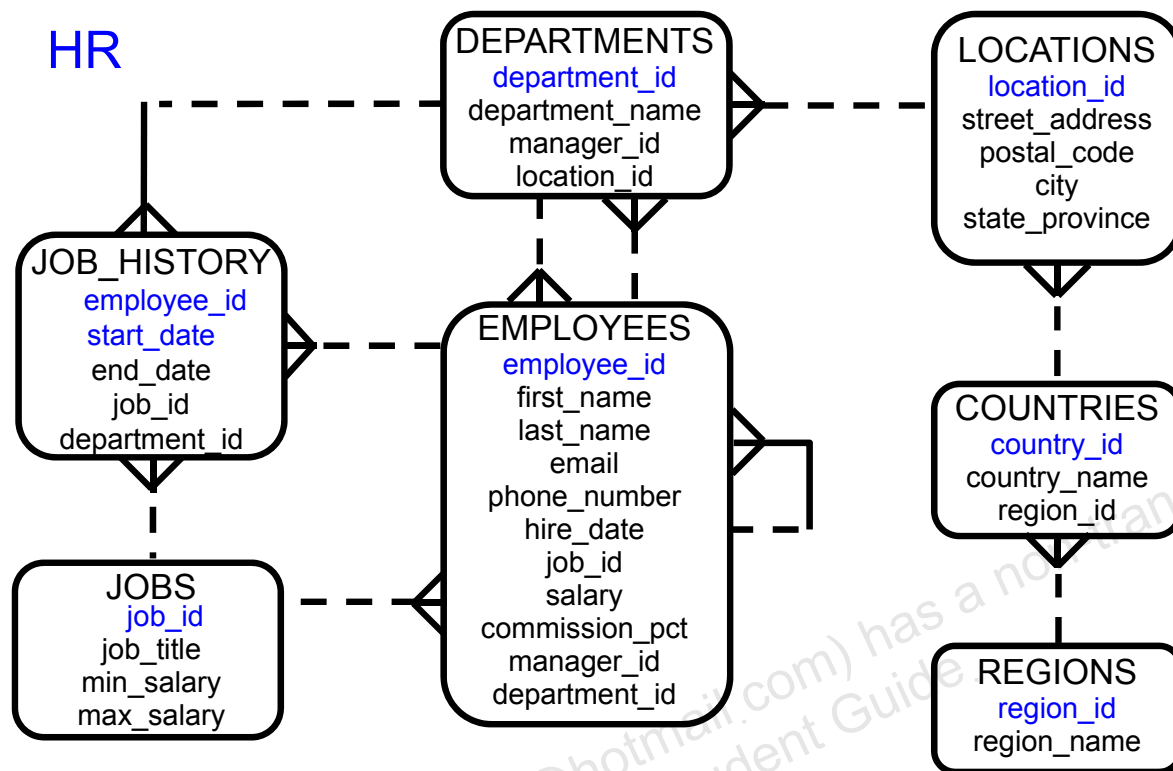 HR
DEPARTMENTS
department_id
department_name
manager_id
location_id
LOCATIONS
location_id
street_address
postal_code
city
state_province
JOB_HISTORY
employee_id
start_date
end_date
job_id
department_id
EMPLOYEES
employee_id
first_name
last_name
email
phone_number
hire_date
job_id
salary
commission_pct
manager_id
department_id
COUNTRIES
country_id
country_name
region_id
JOBS
job_id
job_title
min_salary
max_salary
REGIONS
region_id
region_name
com) has a
Guide